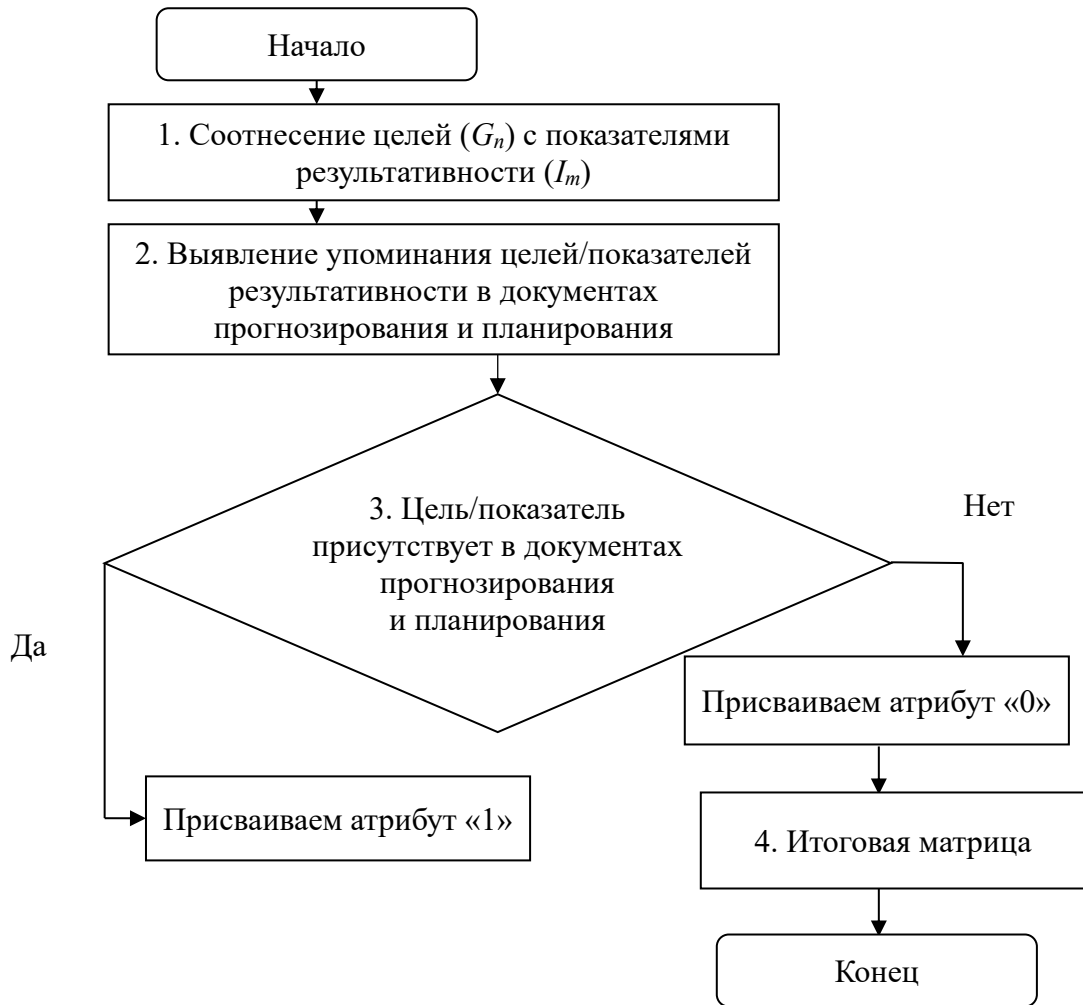 Начало
1. Соотнесение целей (Gn) с показателями
результативности (Im)
2. Выявление упоминания целей/показателей
результативности в документах
прогнозирования и планирования
3. Цель/показатель
присутствует в документах
прогнозирования
и планирования
Нет
Да
Присваиваем атрибут «0»
Присваиваем атрибут «1»
4. Итоговая матрица
Конец